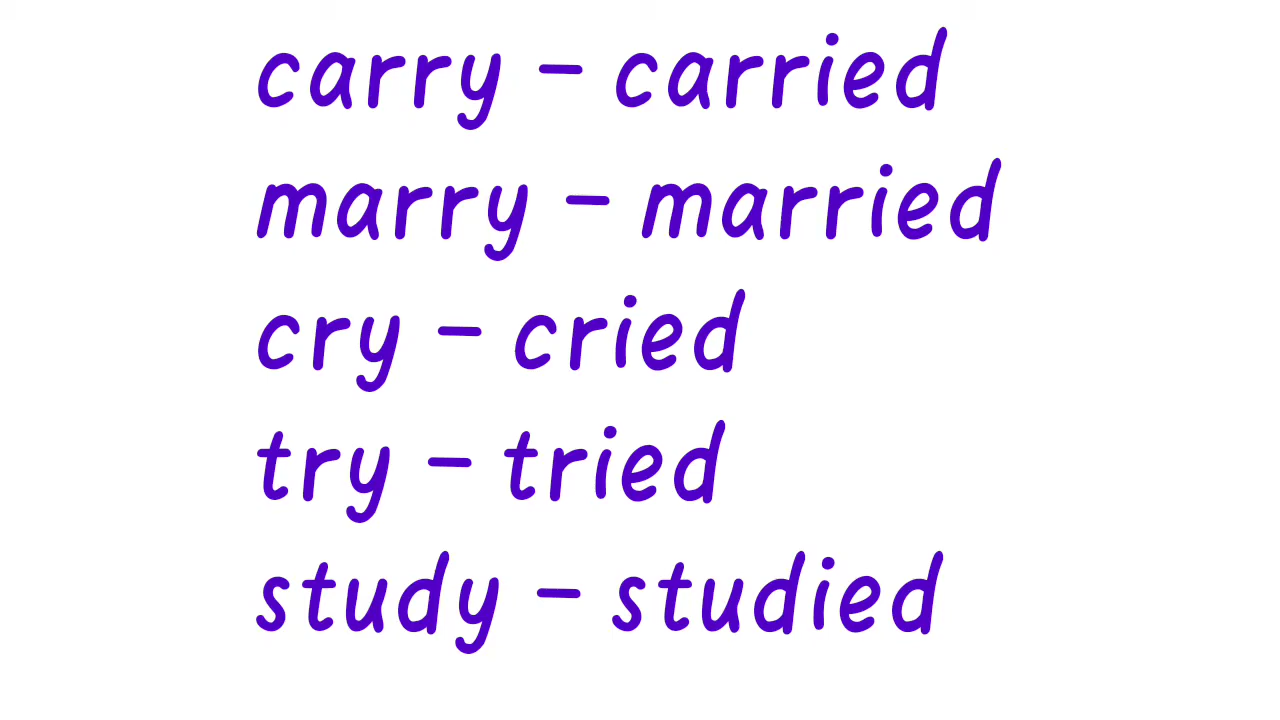 carry – carried
marry – married
cry – cried
try – tried
study – studied